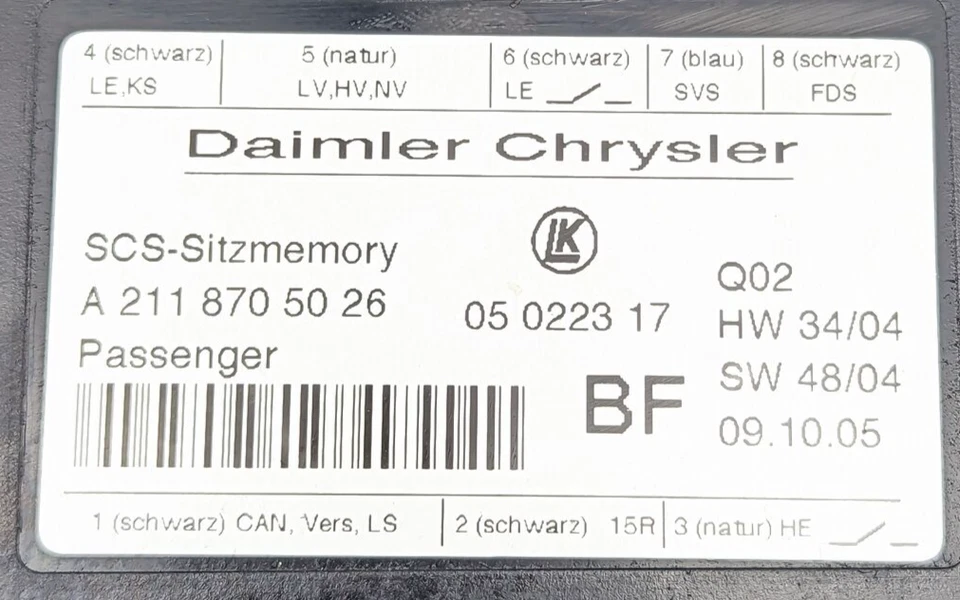 4 (schwarz) 5 (natur) 6 (schwarz) 7 (blau) 8 (schwarz)
LE,KS LV,HV,NV LE SVS FDS
Daimler Chrysler
LK
SCS-Sitzmemory
A 211 870 50 26
Passenger
05 0223 17
BF
Q02
HW 34/04
SW 48/04
09.10.05
1 (schwarz) CAN, Vers, LS 2 (schwarz) 15R 3 (natur) HE